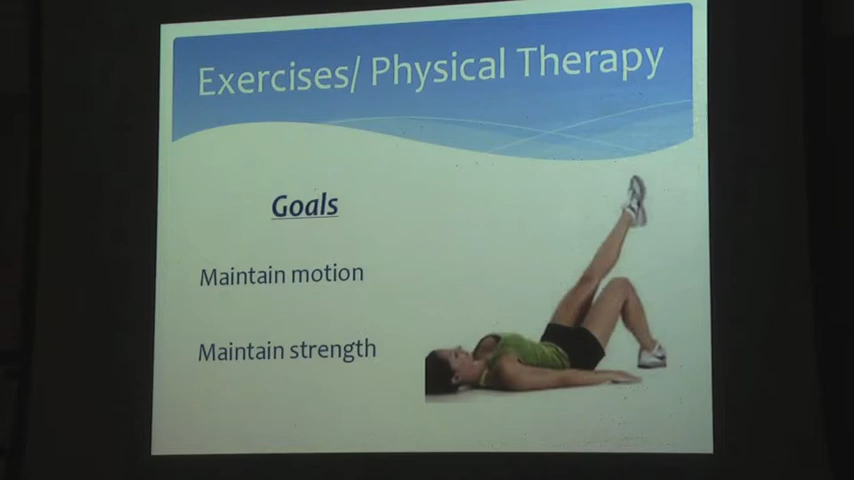 Exercises/ Physical Therapy
Goals
Maintain motion
Maintain strength